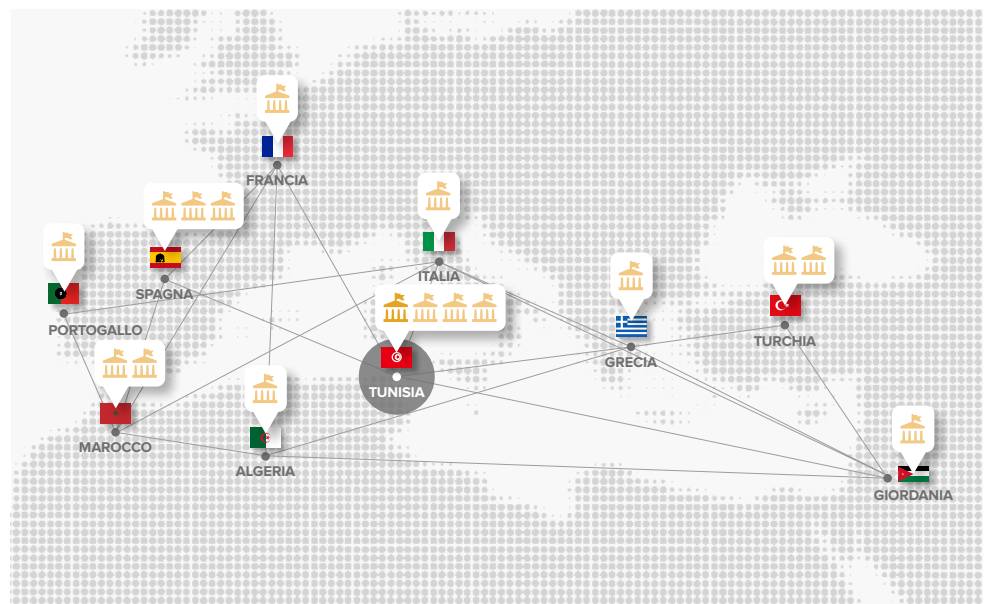 FRANCIA
ITALIA
SPAGNA
PORTOGALLO
TURCHIA
GRECIA
TUNISIA
MAROCCO
ALGERIA
GIORDANIA